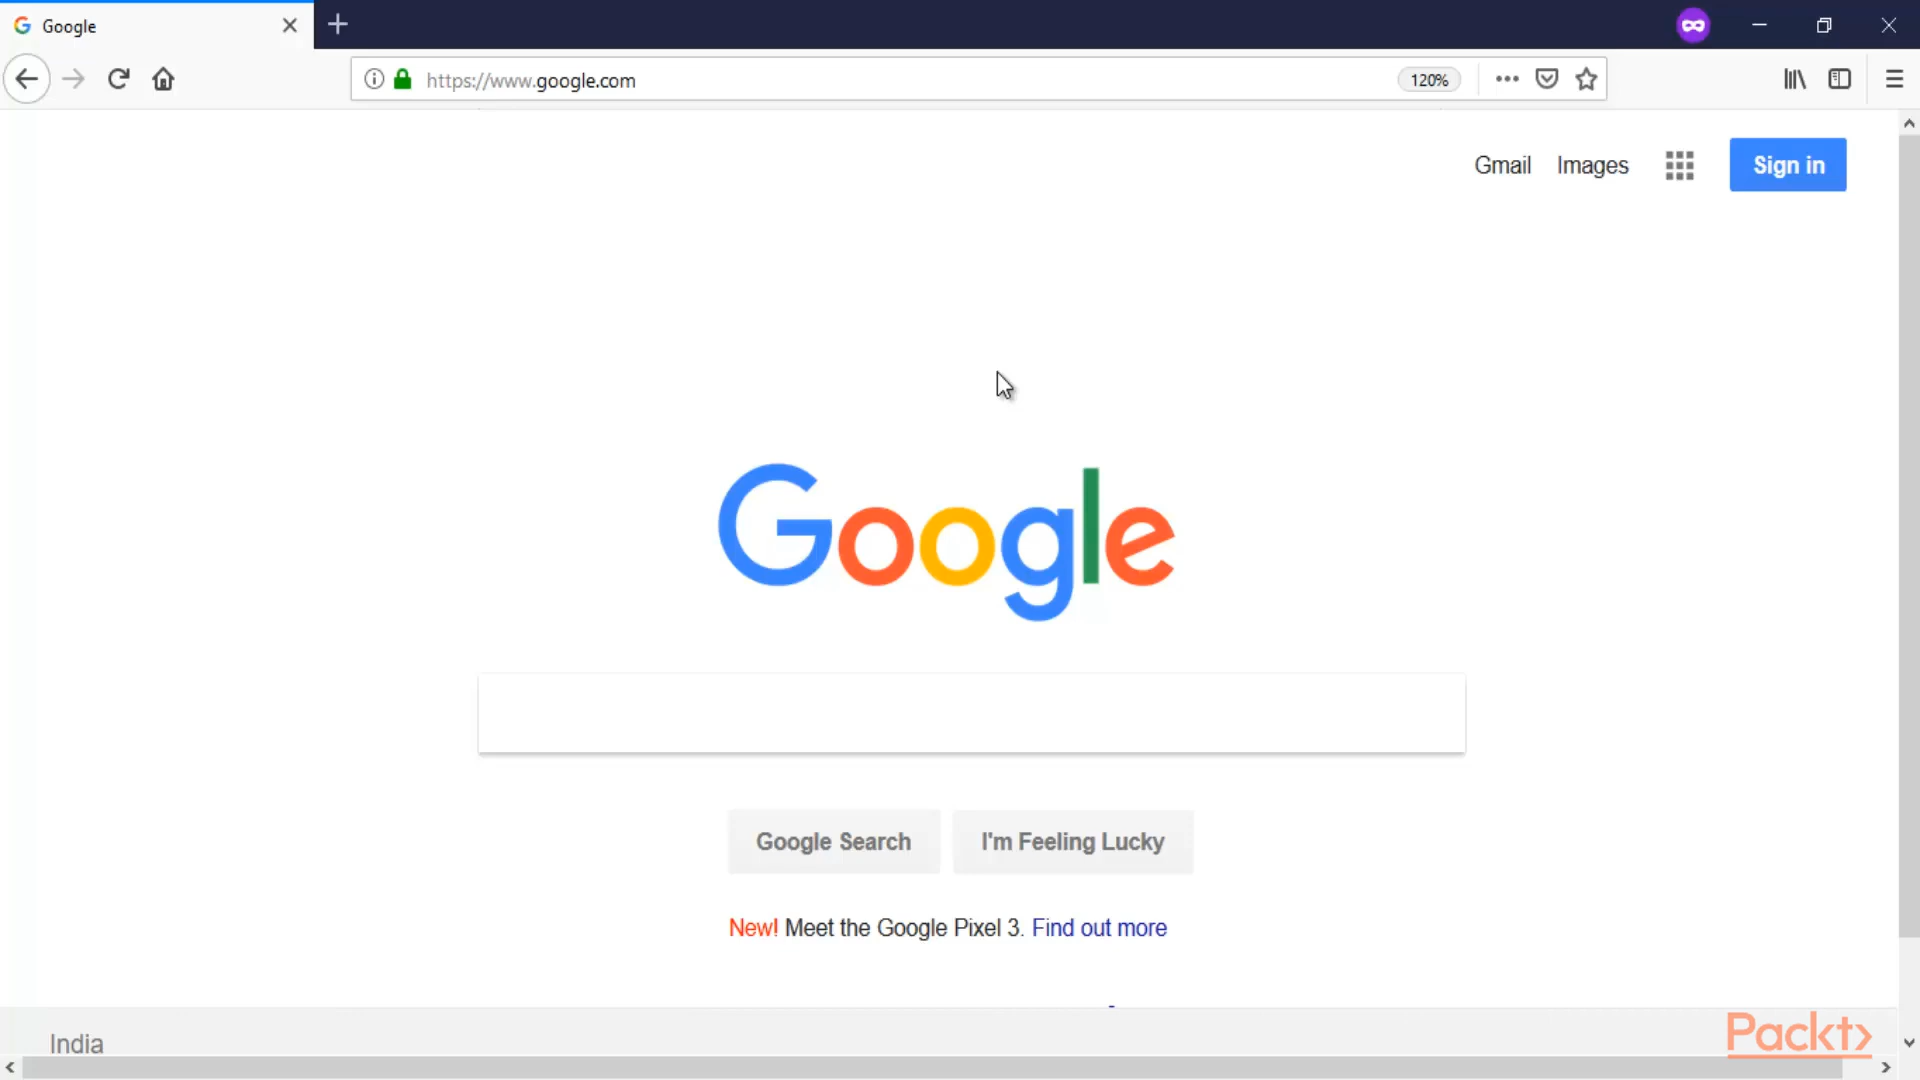 Google
https://www.google.com
120%
Gmail Images Sign in
Google
Google Search I'm Feeling Lucky
New! Meet the Google Pixel 3. Find out more
India
Packt>